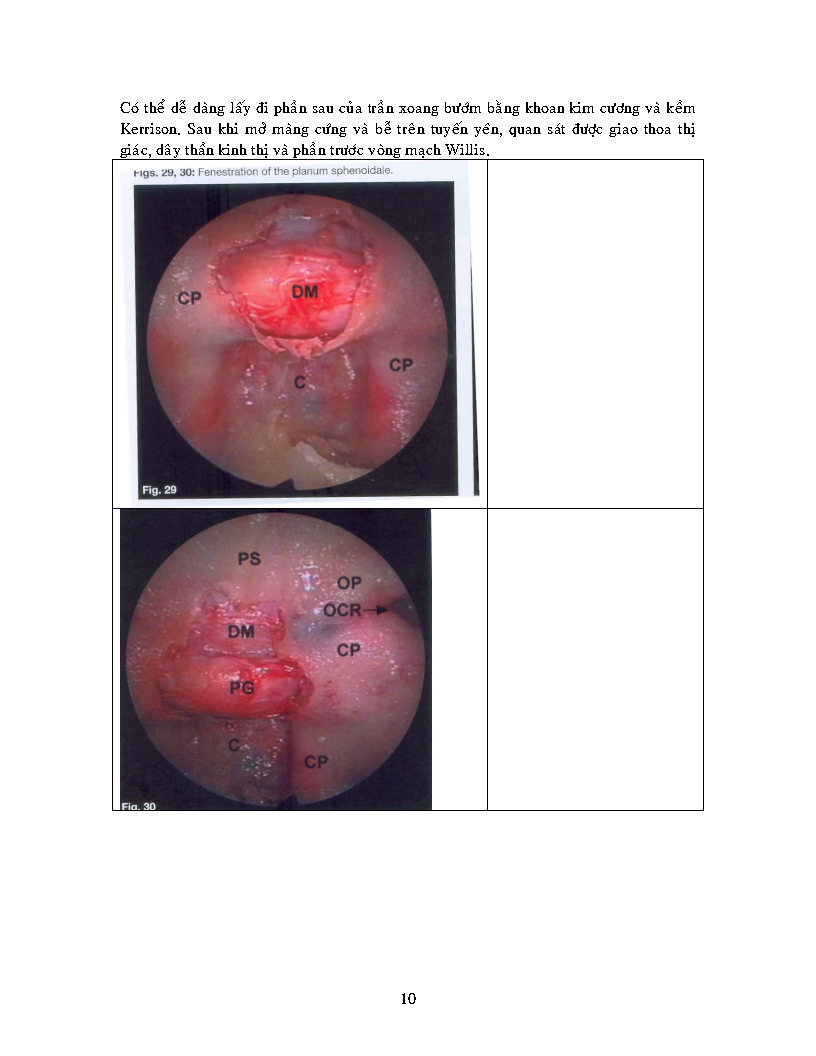 Có thể dễ dàng lấy đi phần sau của trần xoang bướm bằng khoan kim cương và kềm
Kerrison. Sau khi mở màng cứng và bễ trên tuyến yên, quan sát được giao thoa thị
giác, dây thần kinh thị và phần trước vòng mạch Willis.
Figs. 29, 30: Fenestration of the planum sphenoidale.
CP
DM
CP
C
Fig. 29
PS
OP
OCR
DM
CP
PG
C
CP
Fig. 30
10